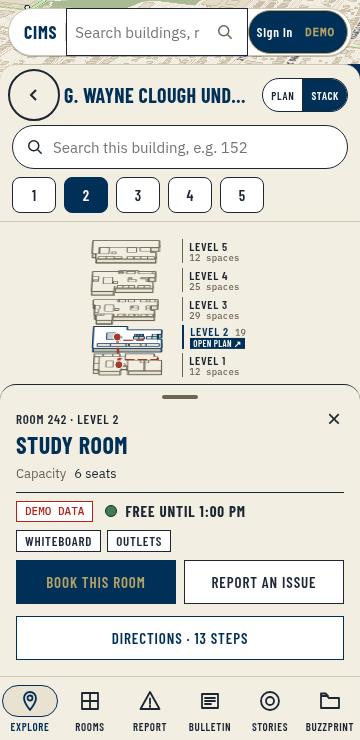 CIMS
Search buildings, r
Sign In DEMO
G. WAYNE CLOUGH UND...
PLAN STACK
Search this building, e.g. 152
1 2 3 4 5
LEVEL 5
12 spaces
LEVEL 4
25 spaces
LEVEL 3
29 spaces
LEVEL 2 19
OPEN PLAN ↗
LEVEL 1
12 spaces
ROOM 242 · LEVEL 2
STUDY ROOM
Capacity 6 seats
DEMO DATA FREE UNTIL 1:00 PM
WHITEBOARD OUTLETS
BOOK THIS ROOM REPORT AN ISSUE
DIRECTIONS · 13 STEPS
EXPLORE ROOMS REPORT BULLETIN STORIES BUZZPRINT